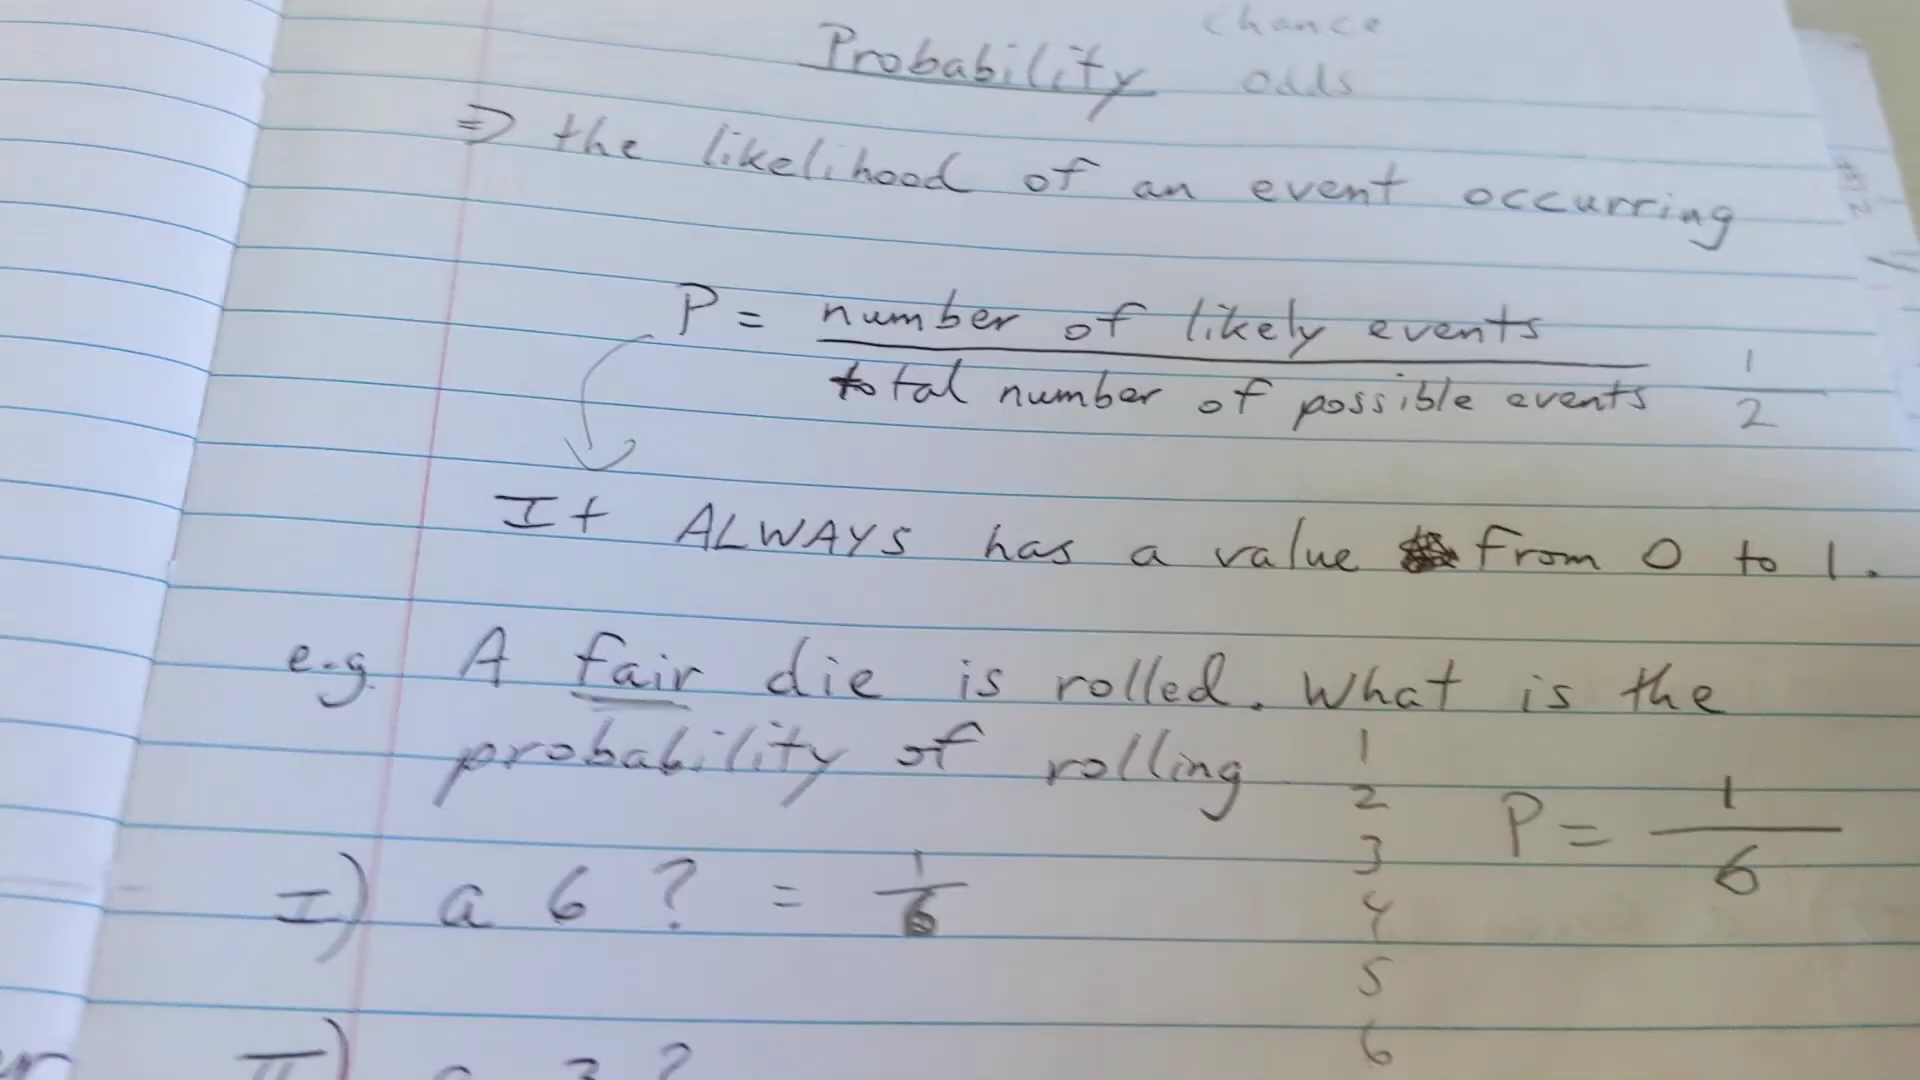 chance
Probability odds
⇒ the likelihood of an event occurring
P = number of likely events
total number of possible events
1
2
It ALWAYS has a value from 0 to 1.
e.g. A fair die is rolled. What is the
probability of rolling
1
2
3
4
5
6
P = 1
6
I) a 6 ? = 1
6
II) a 3 ?